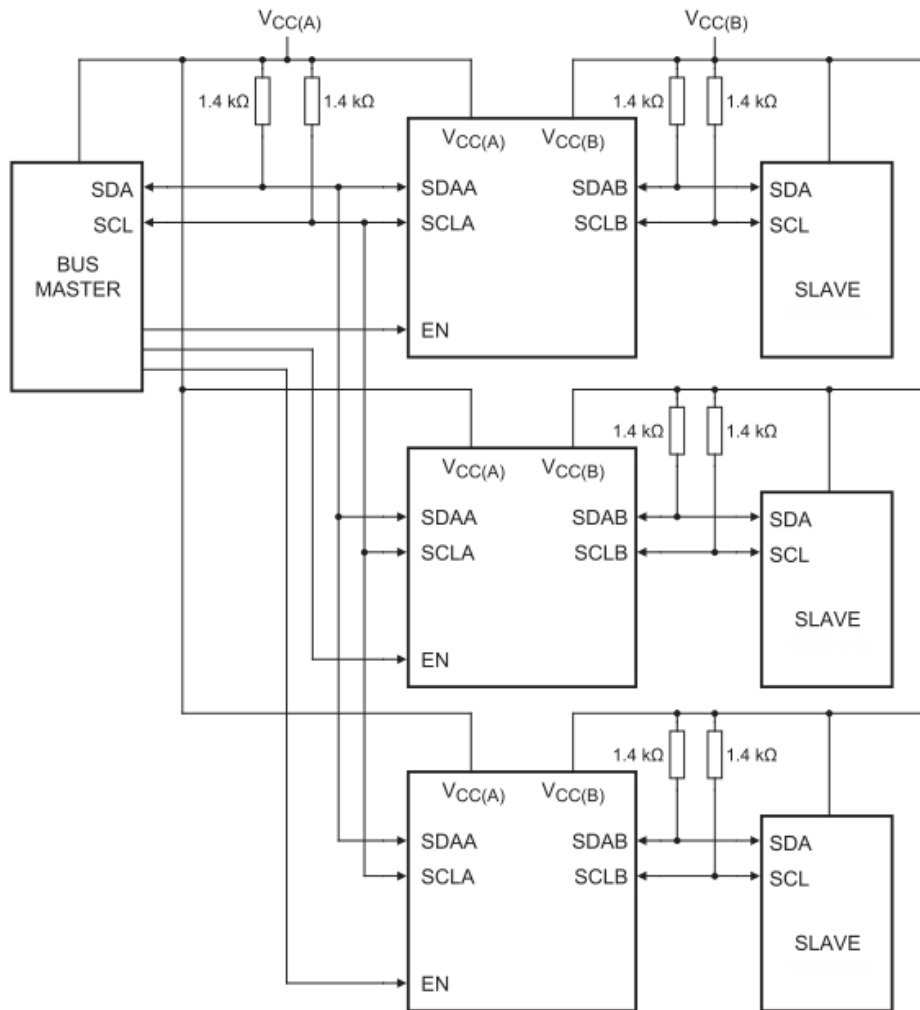 VCC(A)
VCC(B)
1.4 kΩ
1.4 kΩ
1.4 kΩ
1.4 kΩ
VCC(A)
VCC(B)
SDA
SCL
BUS
MASTER
SDAA
SCLA
EN
SDAB
SCLB
SDA
SCL
SLAVE
1.4 kΩ
1.4 kΩ
VCC(A)
VCC(B)
SDAA
SCLA
EN
SDAB
SCLB
SDA
SCL
SLAVE
1.4 kΩ
1.4 kΩ
VCC(A)
VCC(B)
SDAA
SCLA
EN
SDAB
SCLB
SDA
SCL
SLAVE